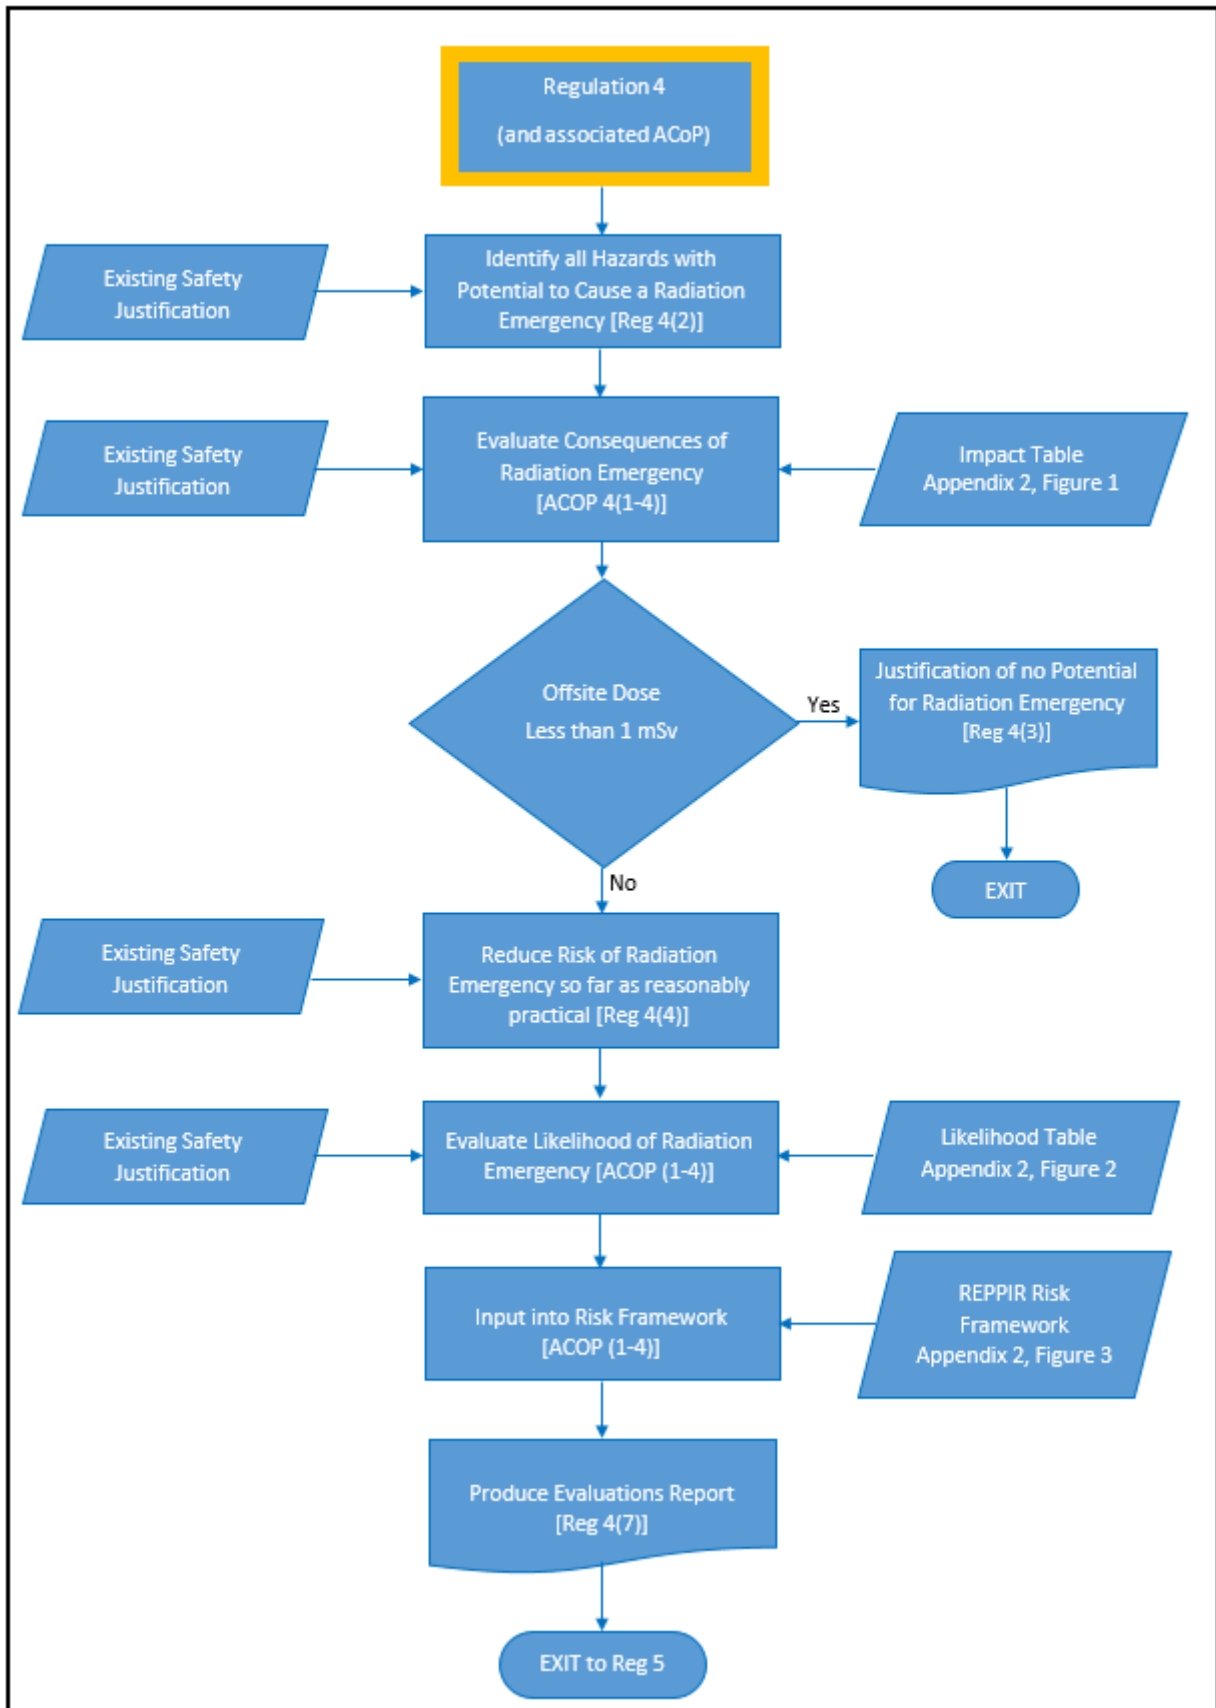 Regulation 4
(and associated ACoP)
Existing Safety
Justification
Identify all Hazards with
Potential to Cause a Radiation
Emergency [Reg 4(2)]
Existing Safety
Justification
Evaluate Consequences of
Radiation Emergency
[ACOP 4(1-4)]
Impact Table
Appendix 2, Figure 1
Offsite Dose
Less than 1 mSv
Yes
Justification of no Potential
for Radiation Emergency
[Reg 4(3)]
EXIT
No
Existing Safety
Justification
Reduce Risk of Radiation
Emergency so far as reasonably
practical [Reg 4(4)]
Existing Safety
Justification
Evaluate Likelihood of Radiation
Emergency [ACOP (1-4)]
Likelihood Table
Appendix 2, Figure 2
Input into Risk Framework
[ACOP (1-4)]
REPPIR Risk
Framework
Appendix 2, Figure 3
Produce Evaluations Report
[Reg 4(7)]
EXIT to Reg 5